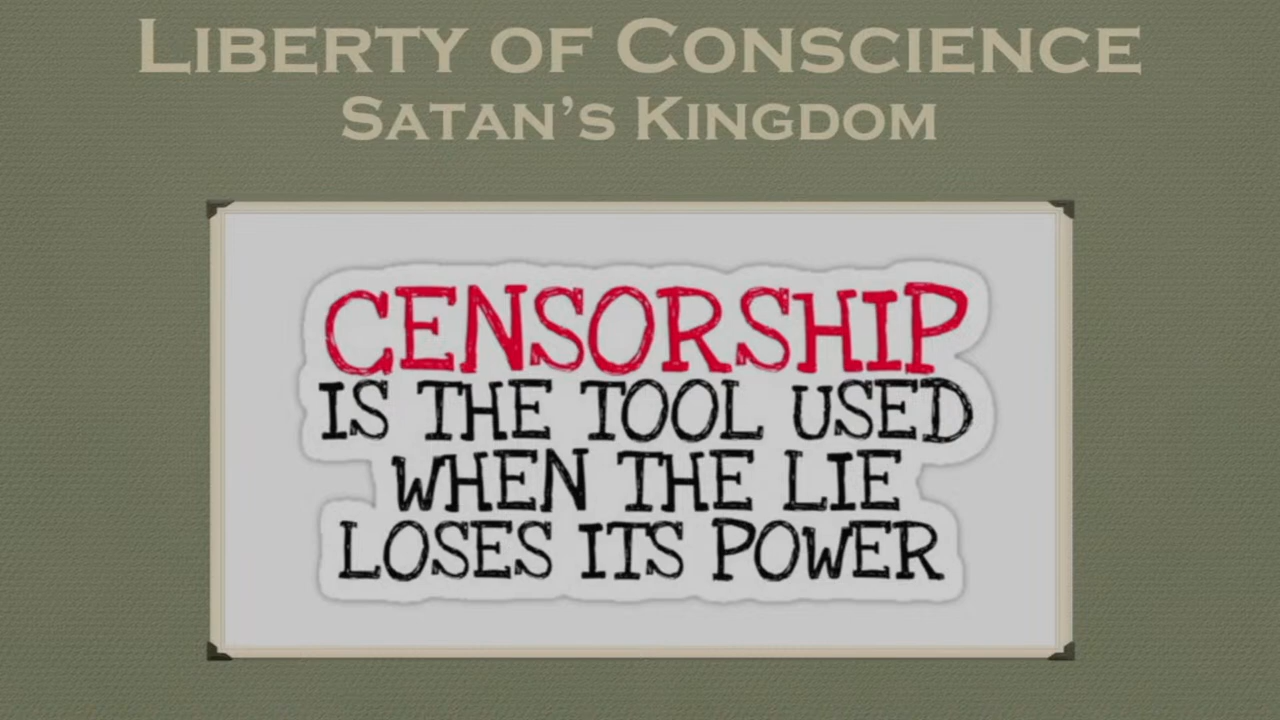 LIBERTY OF CONSCIENCE
SATAN'S KINGDOM
CENSORSHIP
IS THE TOOL USED
WHEN THE LIE
LOSES ITS POWER